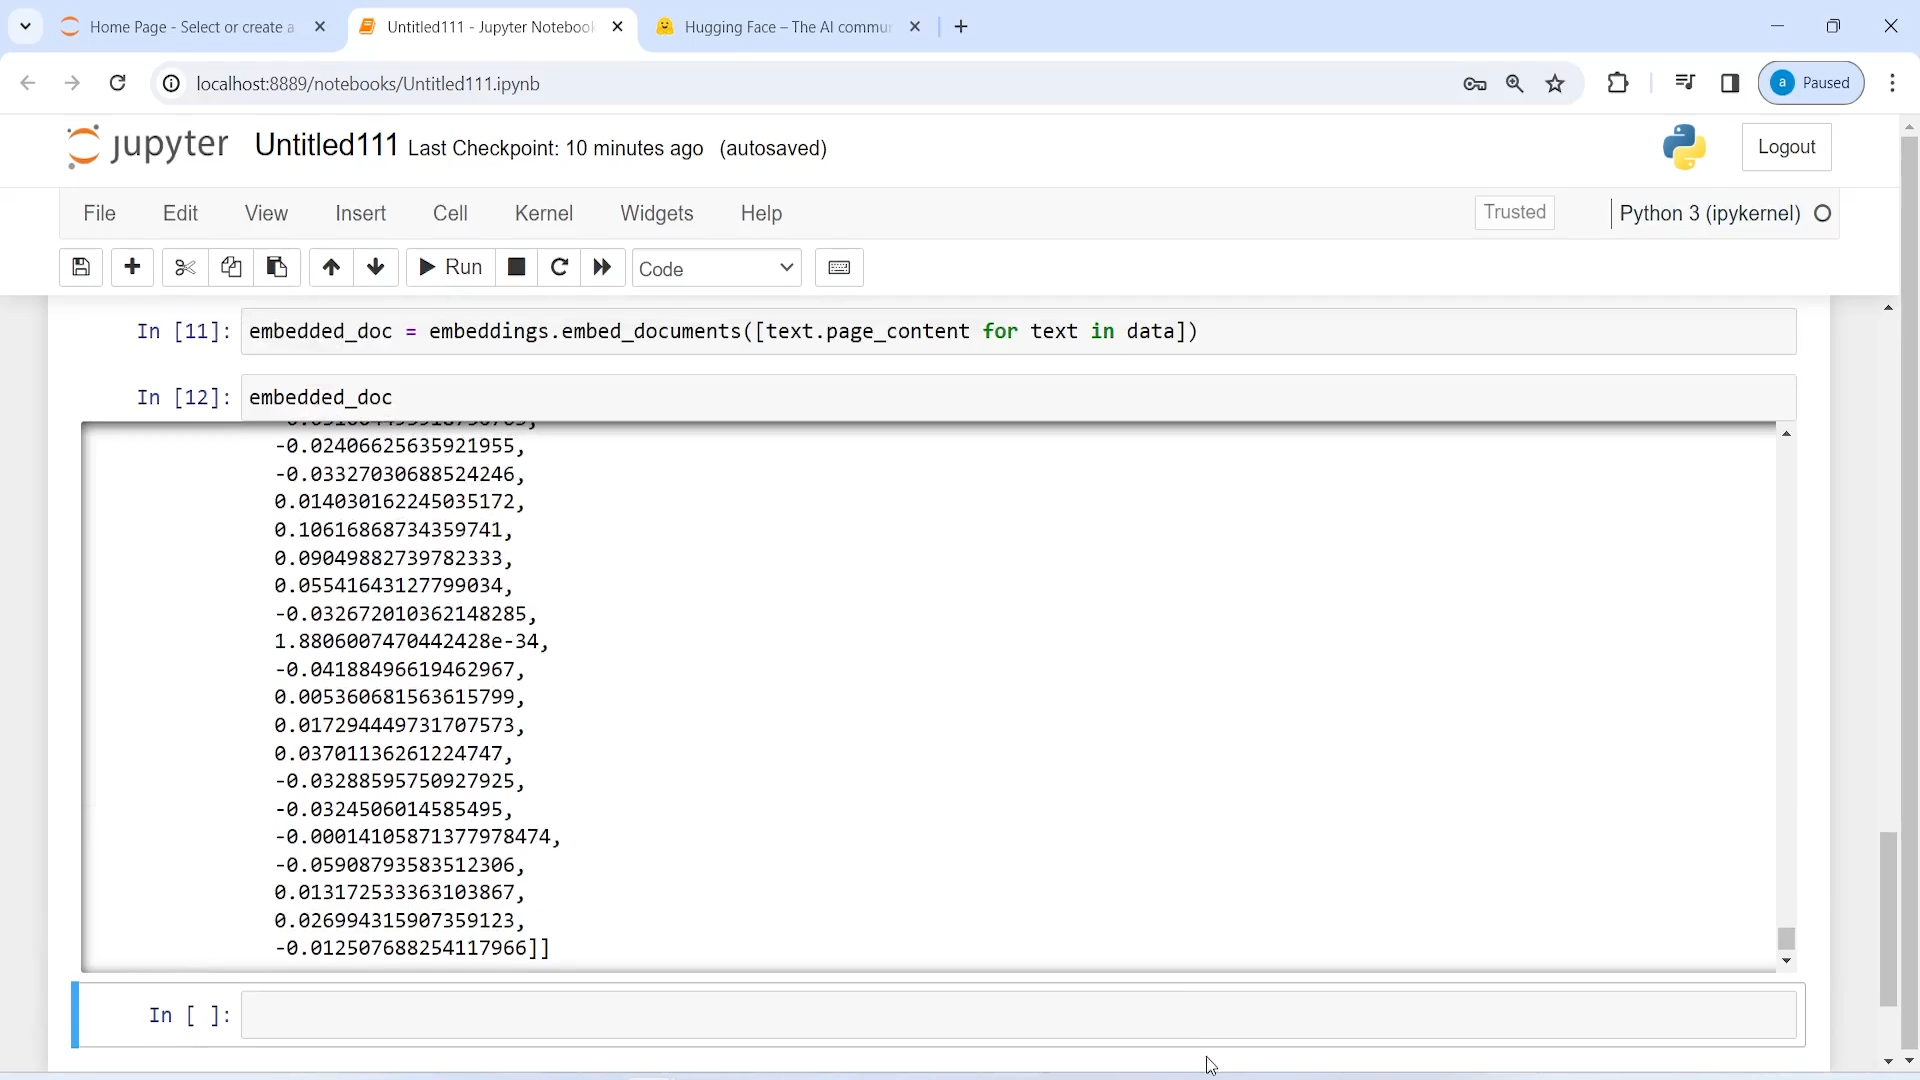 Home Page - Select or create a
Untitled111 - Jupyter Notebook
Hugging Face – The AI commun
localhost:8889/notebooks/Untitled111.ipynb
a Paused
jupyter Untitled111 Last Checkpoint: 10 minutes ago (autosaved)
Logout
File Edit View Insert Cell Kernel Widgets Help
Trusted Python 3 (ipykernel)
Run Code
In [11]: embedded_doc = embeddings.embed_documents([text.page_content for text in data])
In [12]: embedded_doc
-0.02406625635921955,
-0.03327030688524246,
0.014030162245035172,
0.10616868734359741,
0.09049882739782333,
0.05541643127799034,
-0.032672010362148285,
1.8806007470442428e-34,
-0.04188496619462967,
0.005360681563615799,
0.017294449731707573,
0.03701136261224747,
-0.03288595750927925,
-0.0324506014585495,
-0.00014105871377978474,
-0.05908793583512306,
0.013172533363103867,
0.026994315907359123,
-0.012507688254117966]]
In [ ]: